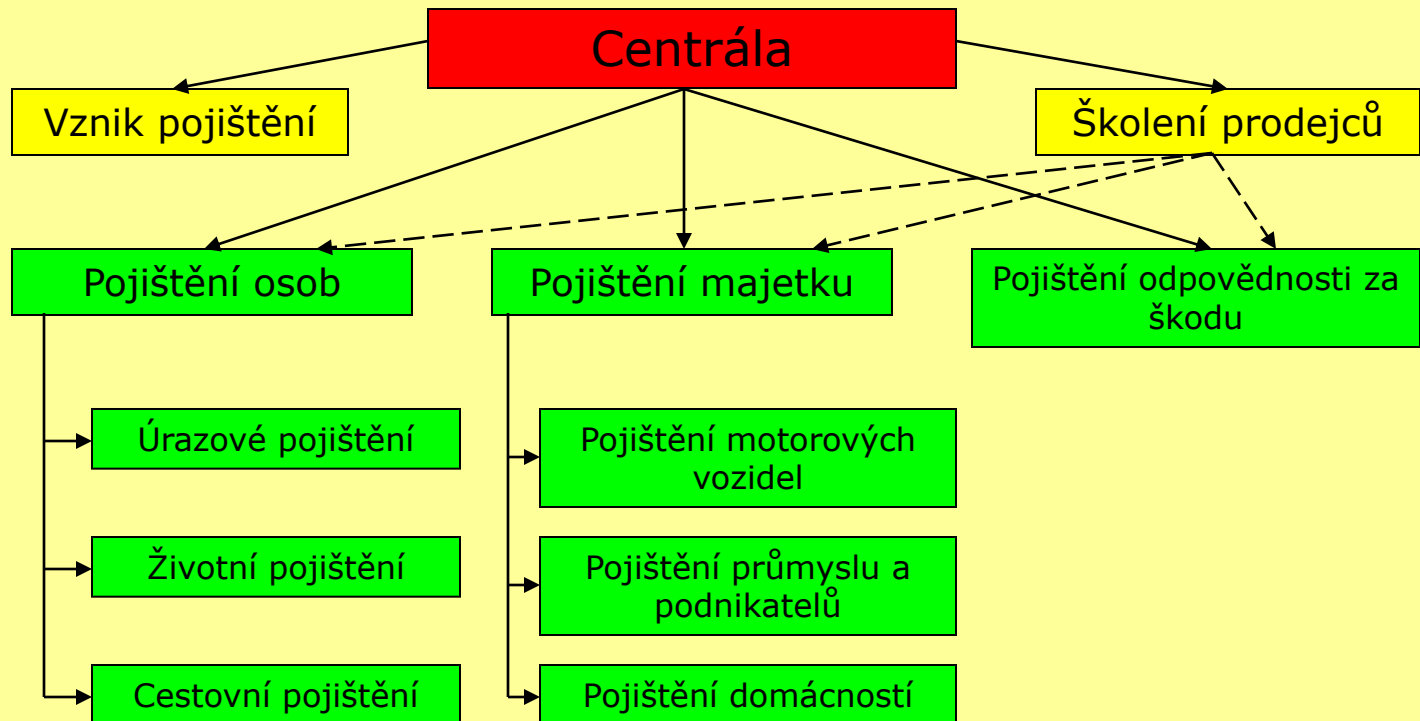 Centrála
Vznik pojištění
Školení prodejců
Pojištění osob
Pojištění majetku
Pojištění odpovědnosti za
škodu
Úrazové pojištění
Pojištění motorových
vozidel
Životní pojištění
Pojištění průmyslu a
podnikatelů
Cestovní pojištění
Pojištění domácností